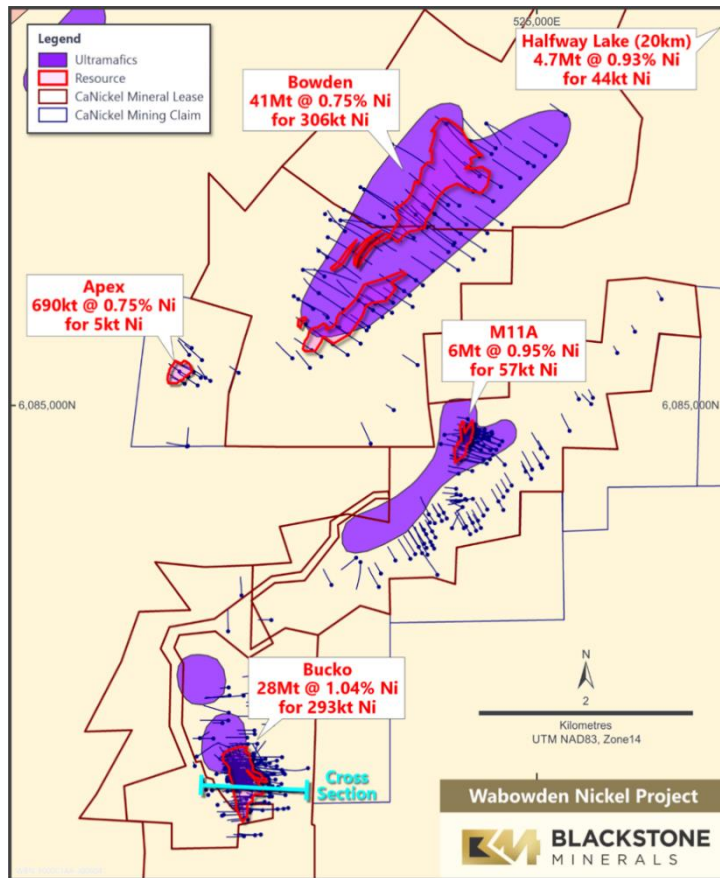 525,000E
Legend
Ultramafics
Resource
CaNickel Mineral Lease
CaNickel Mining Claim
Halfway Lake (20km)
4.7Mt @ 0.93% Ni
for 44kt Ni
Bowden
41Mt @ 0.75% Ni
for 306kt Ni
Apex
690kt @ 0.75% Ni
for 5kt Ni
M11A
6Mt @ 0.95% Ni
for 57kt Ni
6,085,000N
6,085,000N
Bucko
28Mt @ 1.04% Ni
for 293kt Ni
N
2
Kilometres
UTM NAD83, Zone14
Cross
Section
Wabowden Nickel Project
BLACKSTONE
MINERALS